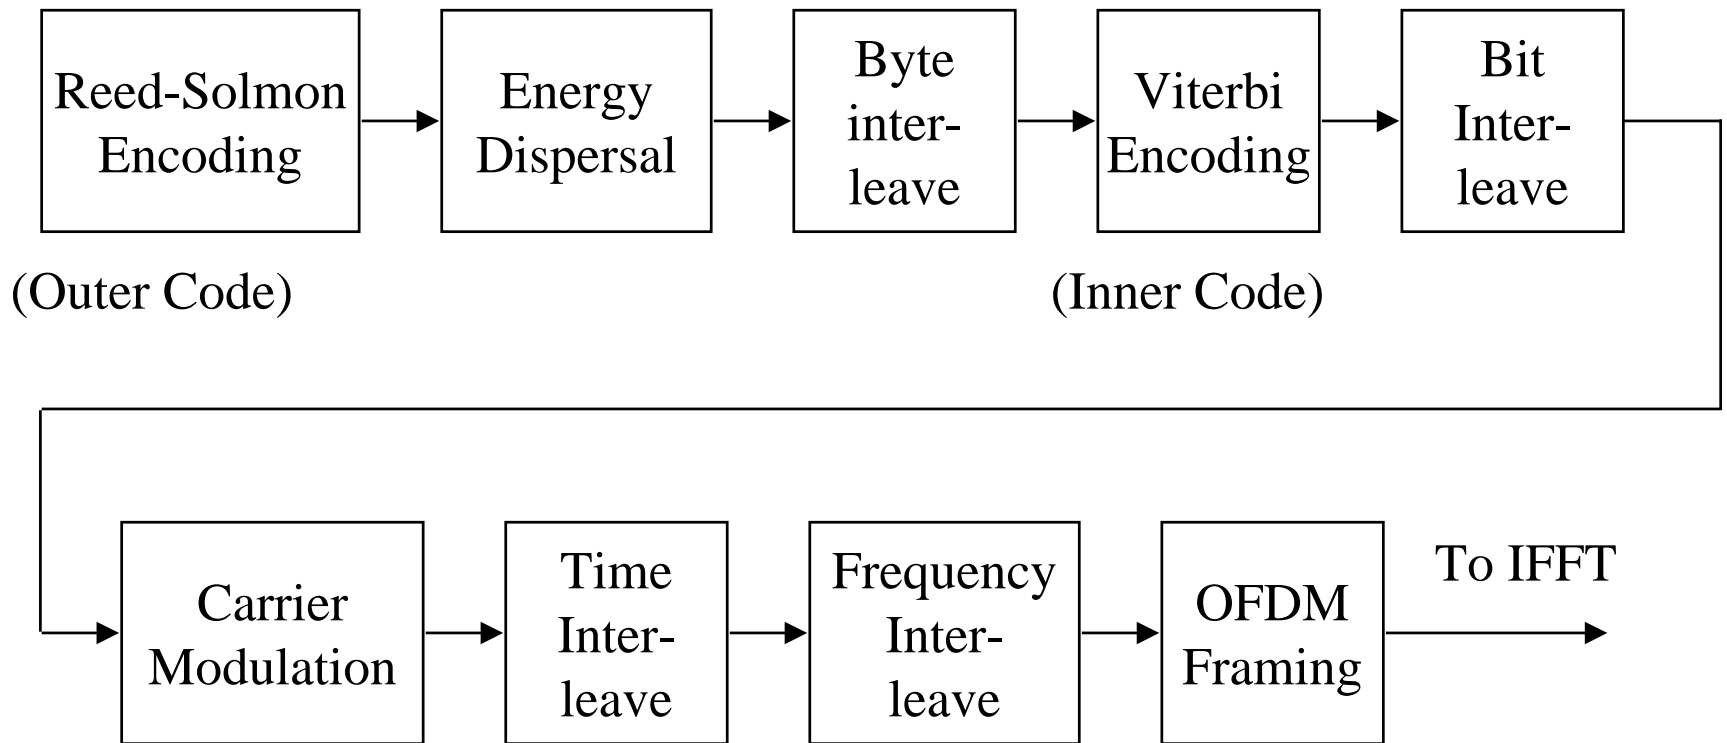 Reed-Solmon
Encoding
Energy
Dispersal
Byte
inter-
leave
Viterbi
Encoding
Bit
Inter-
leave
(Outer Code)
(Inner Code)
Carrier
Modulation
Time
Inter-
leave
Frequency
Inter-
leave
OFDM
Framing
To IFFT